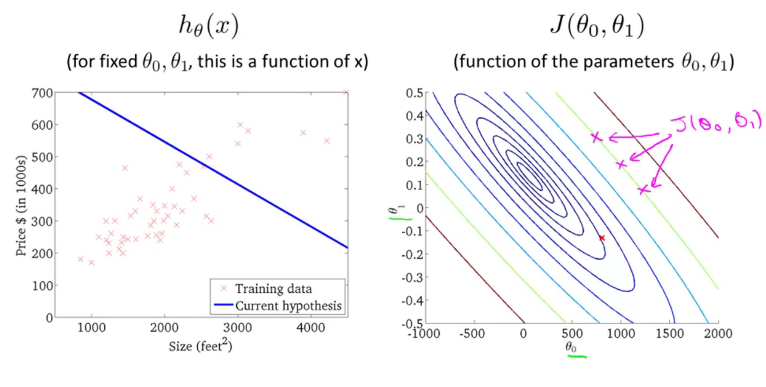 hθ(x)
(for fixed θ0, θ1, this is a function of x)
700
600
500
400
300
200
100
0
Price $ (in 1000s)
1000
2000
3000
4000
Size (feet²)
Training data
Current hypothesis
J(θ0, θ1)
(function of the parameters θ0, θ1)
0.5
0.4
0.3
0.2
0.1
0
-0.1
-0.2
-0.3
-0.4
-0.5
θ1
-1000
-500
0
500
1000
1500
2000
θ0
J(θ0, θ1)